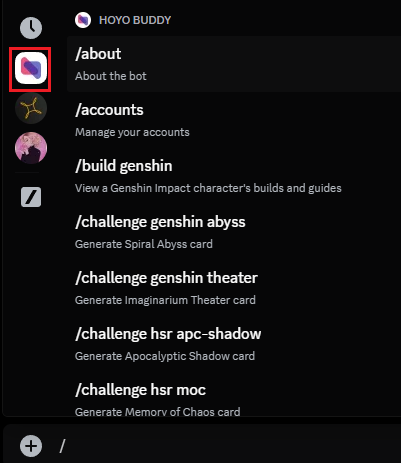 HOYO BUDDY
/about
About the bot
/accounts
Manage your accounts
/build genshin
View a Genshin Impact character's builds and guides
/challenge genshin abyss
Generate Spiral Abyss card
/challenge genshin theater
Generate Imaginarium Theater card
/challenge hsr apc-shadow
Generate Apocalyptic Shadow card
/challenge hsr moc
Generate Memory of Chaos card
/